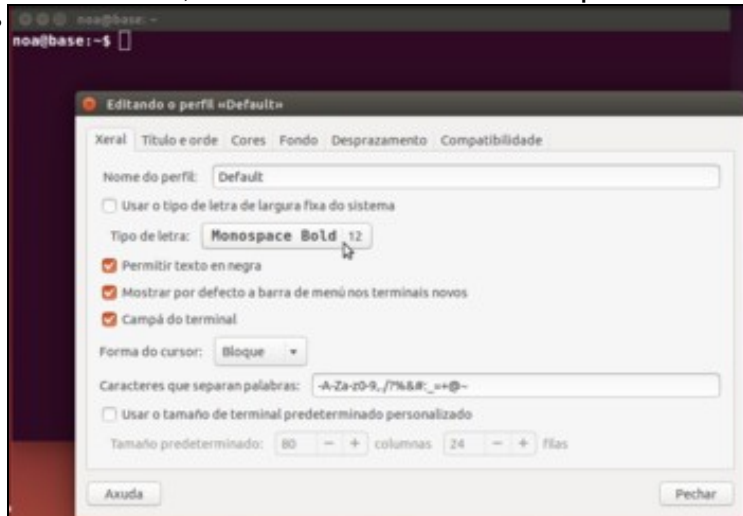 noa@base: ~
noa@base:~$
Editando o perfil «Default»
Xeral Título e orde Cores Fondo Desprazamento Compatibilidade
Nome do perfil: Default
Usar o tipo de letra de largura fixa do sistema
Tipo de letra: Monospace Bold 12
Permitir texto en negra
Mostrar por defecto a barra de menú nos terminais novos
Campá do terminal
Forma do cursor: Bloque
Caracteres que separan palabras: -A-Za-z0-9,./?%&#:_=+@~
Usar o tamaño de terminal predeterminado personalizado
Tamaño predeterminado: 80 - + columnas 24 - + filas
Axuda Pechar